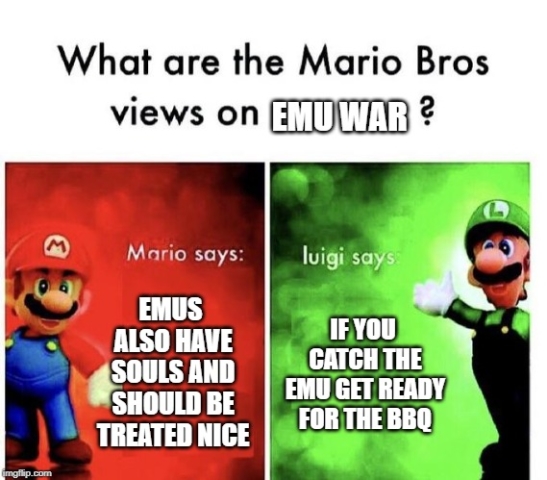 What are the Mario Bros
views on EMU WAR ?
Mario says:
EMUS
ALSO HAVE
SOULS AND
SHOULD BE
TREATED NICE
luigi says:
IF YOU
CATCH THE
EMU GET READY
FOR THE BBQ
M
L
imgflip.com